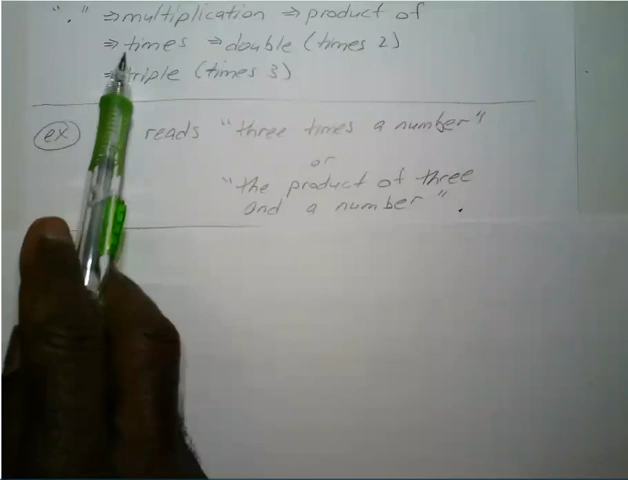 "·" ⇒ multiplication ⇒ product of
⇒ times ⇒ double (times 2)
⇒ triple (times 3)
ex reads "three times a number"
or
"the product of three
and a number".